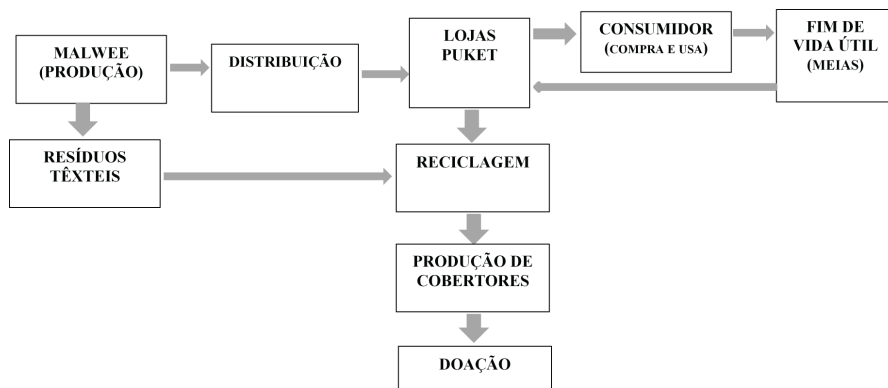 MALWEE
(PRODUÇÃO)
DISTRIBUIÇÃO
LOJAS
PUKET
CONSUMIDOR
(COMPRA E USA)
FIM DE
VIDA ÚTIL
(MEIAS)
RESÍDUOS
TÊXTEIS
RECICLAGEM
PRODUÇÃO DE
COBERTORES
DOAÇÃO